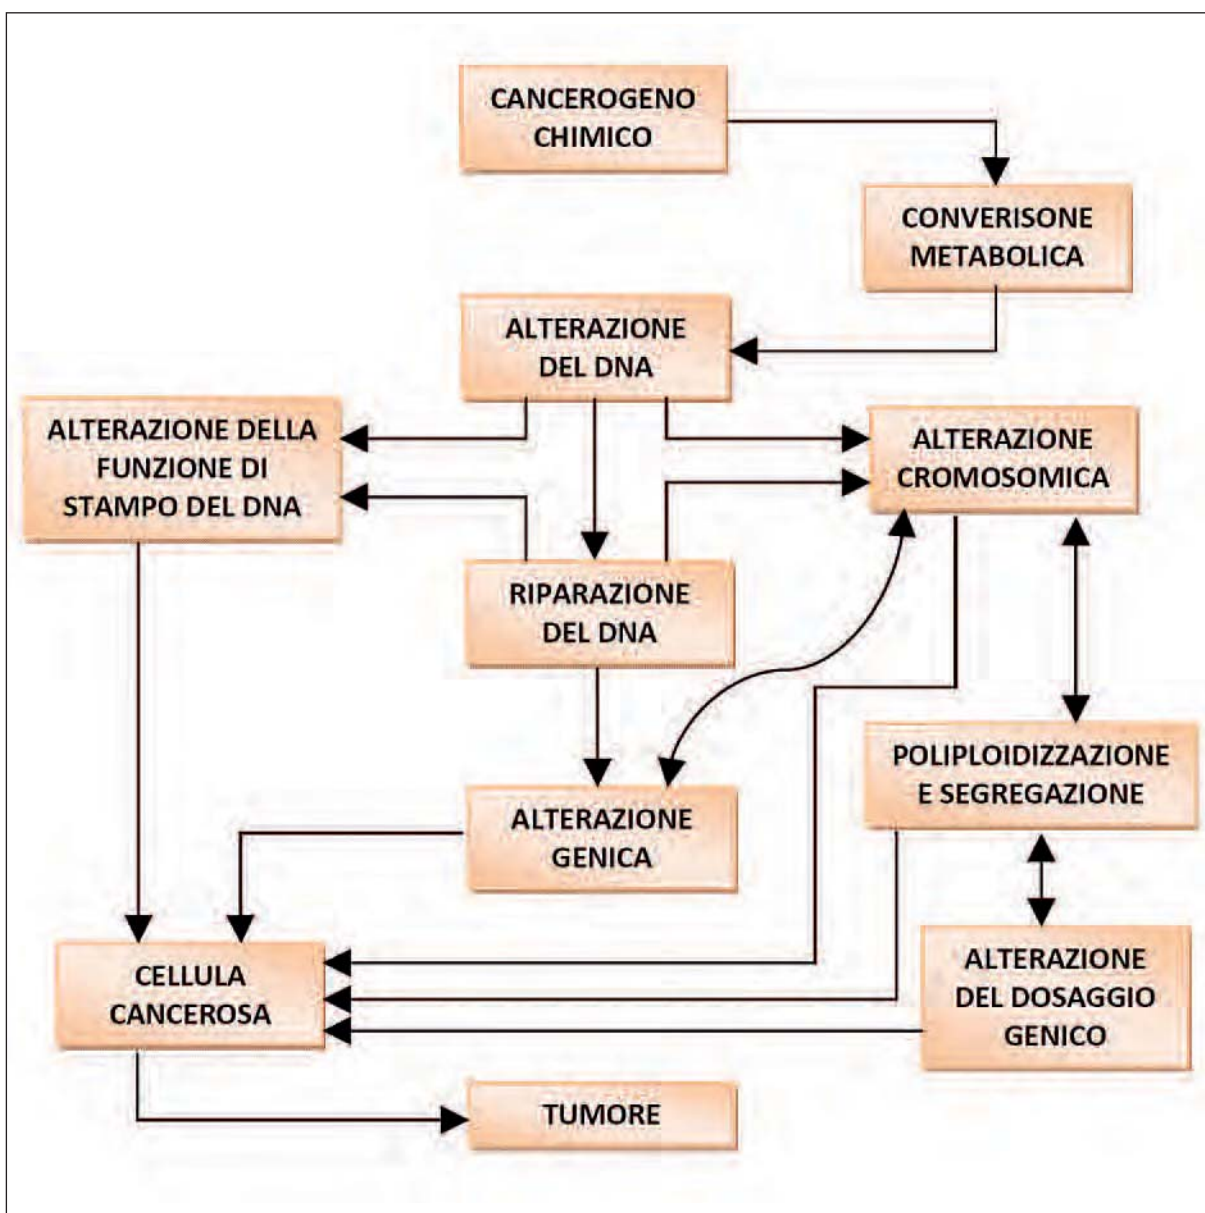 CANCEROGENO
CHIMICO
CONVERISONE
METABOLICA
ALTERAZIONE
DEL DNA
ALTERAZIONE DELLA
FUNZIONE DI
STAMPO DEL DNA
ALTERAZIONE
CROMOSOMICA
RIPARAZIONE
DEL DNA
POLIPLOIDIZZAZIONE
E SEGREGAZIONE
ALTERAZIONE
GENICA
CELLULA
CANCEROSA
ALTERAZIONE
DEL DOSAGGIO
GENICO
TUMORE